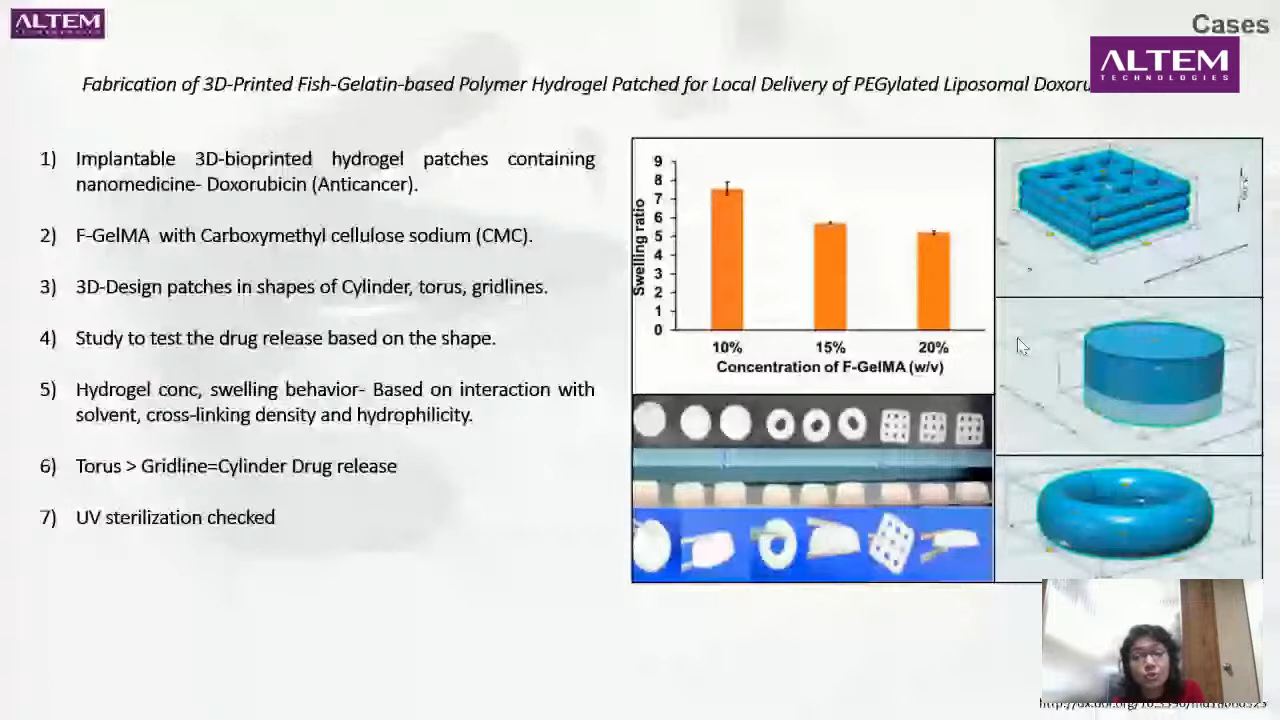 ALTEM
TECHNOLOGIES
Cases
ALTEM
TECHNOLOGIES
Fabrication of 3D-Printed Fish-Gelatin-based Polymer Hydrogel Patched for Local Delivery of PEGylated Liposomal Doxoru
1) Implantable 3D-bioprinted hydrogel patches containing
nanomedicine- Doxorubicin (Anticancer).
2) F-GelMA with Carboxymethyl cellulose sodium (CMC).
3) 3D-Design patches in shapes of Cylinder, torus, gridlines.
4) Study to test the drug release based on the shape.
5) Hydrogel conc, swelling behavior- Based on interaction with
solvent, cross-linking density and hydrophilicity.
6) Torus > Gridline=Cylinder Drug release
7) UV sterilization checked
Swelling ratio
9
8
7
6
5
4
3
2
1
0
10% 15% 20%
Concentration of F-GelMA (w/v)